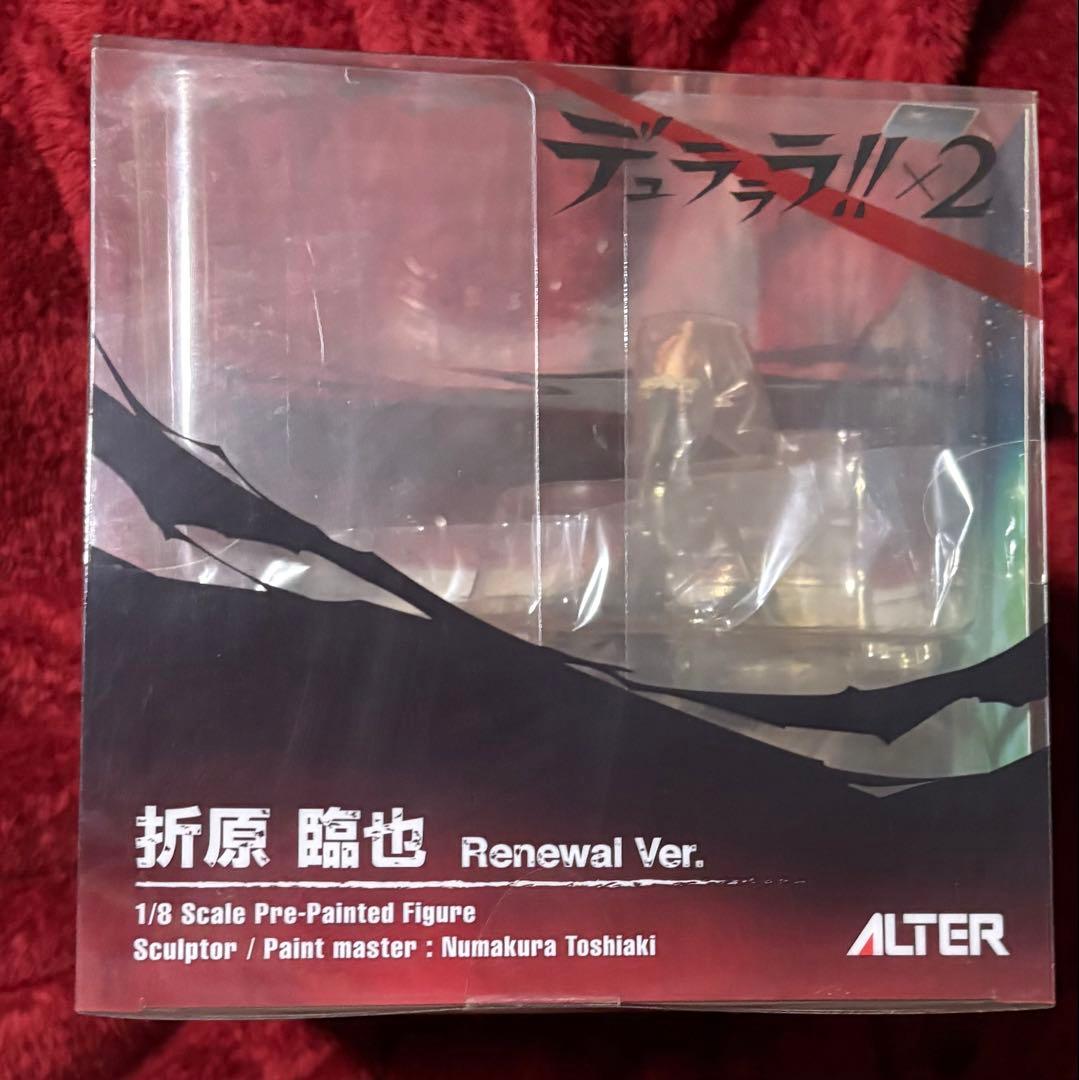 デュラララ!!×2
折原 臨也 Renewal Ver.
1/8 Scale Pre-Painted Figure
Sculptor / Paint master : Numakura Toshiaki
ALTER